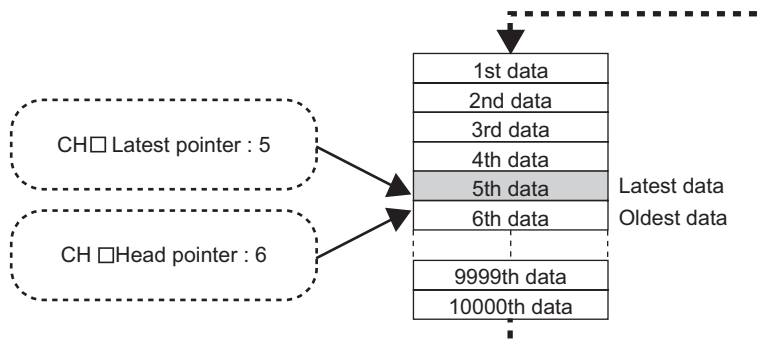 1st data
2nd data
3rd data
4th data
5th data
6th data
9999th data
10000th data
CH□ Latest pointer : 5
CH □Head pointer : 6
Latest data
Oldest data